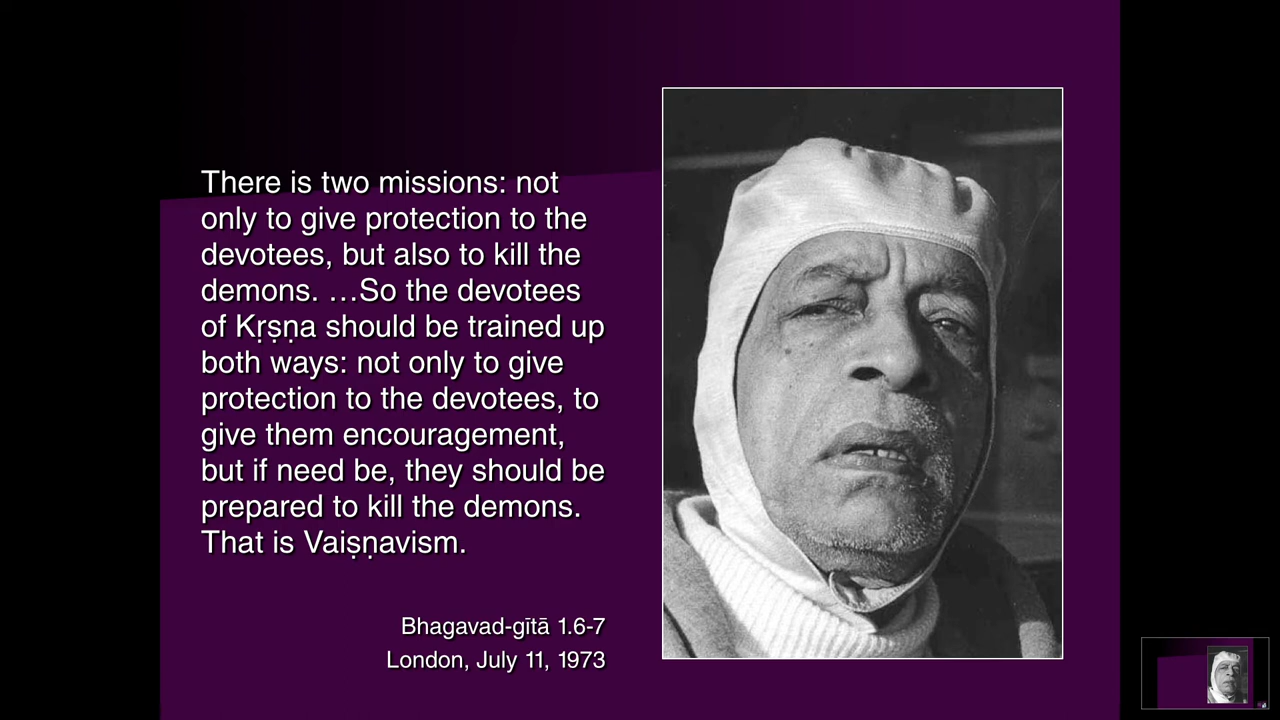 There is two missions: not
only to give protection to the
devotees, but also to kill the
demons. …So the devotees
of Kṛṣṇa should be trained up
both ways: not only to give
protection to the devotees, to
give them encouragement,
but if need be, they should be
prepared to kill the demons.
That is Vaiṣṇavism.
Bhagavad-gītā 1.6-7
London, July 11, 1973